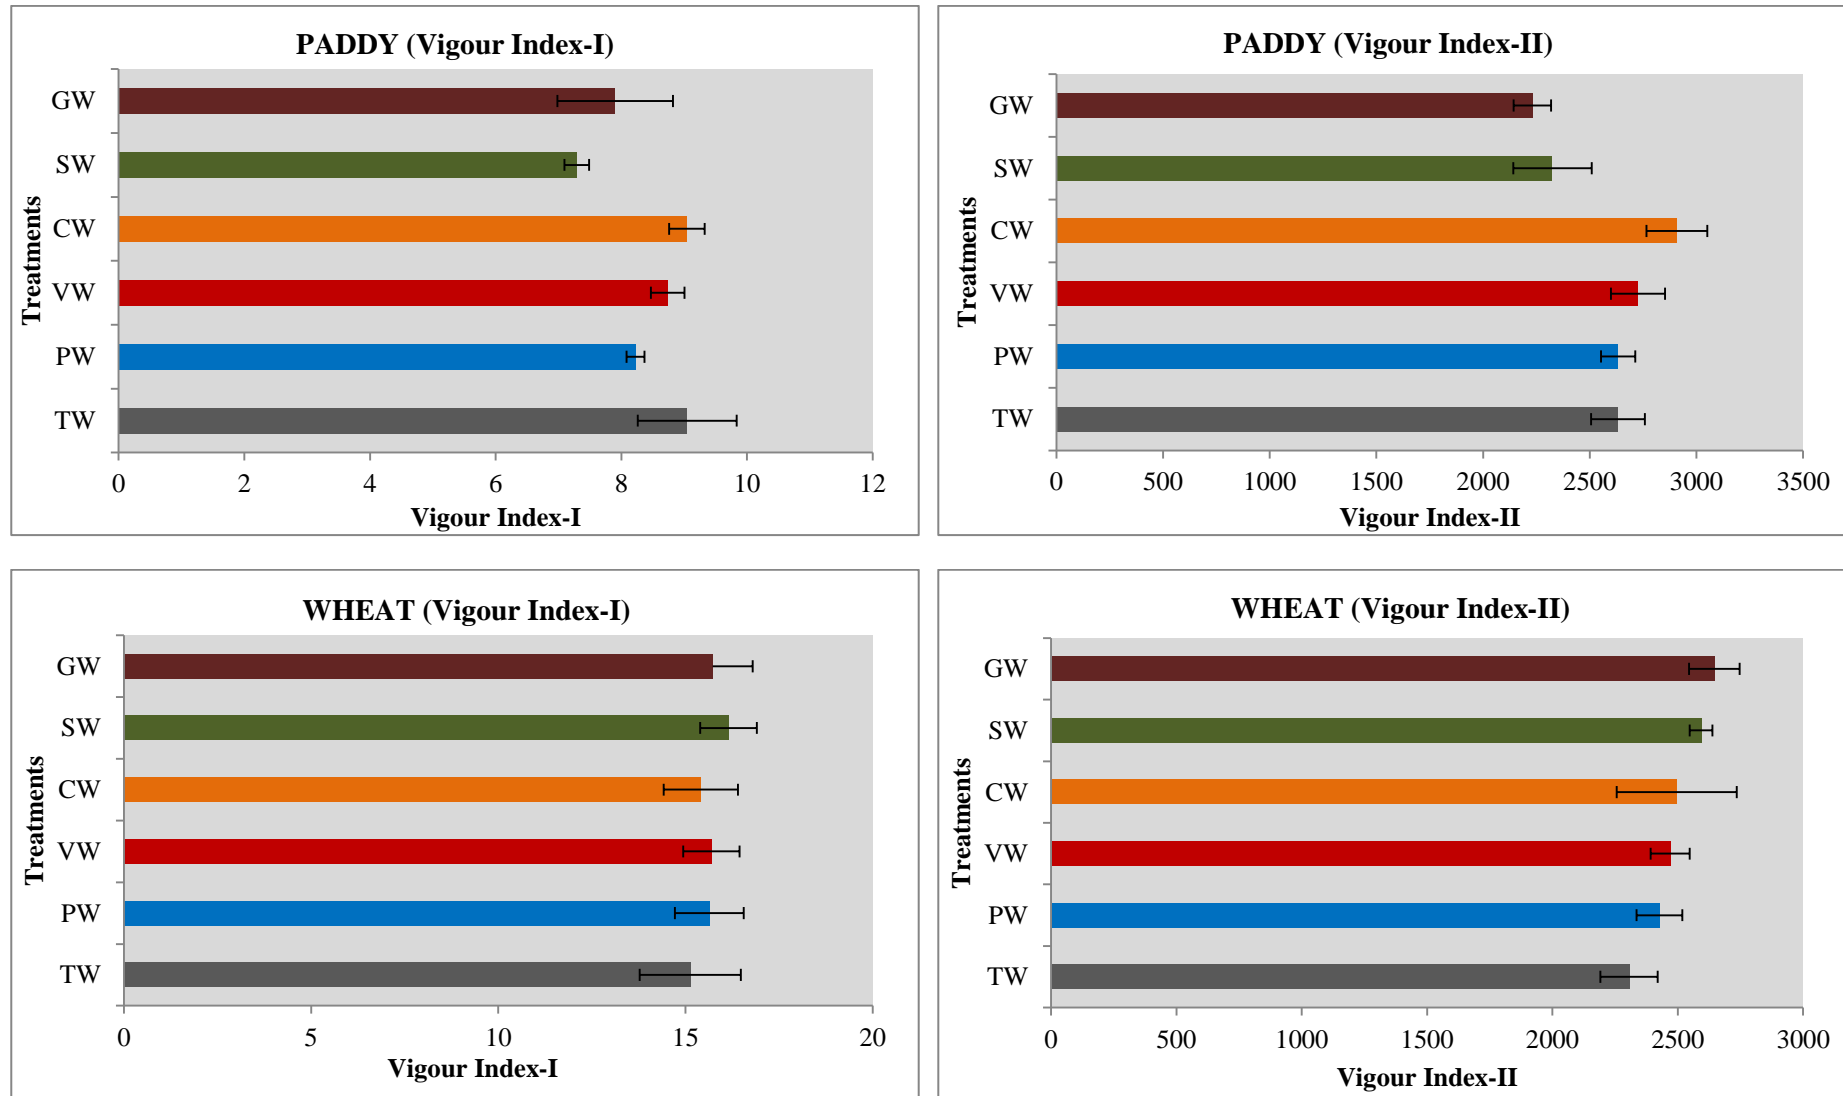 PADDY (Vigour Index-I)
Treatments
GW
SW
CW
VW
PW
TW
0 2 4 6 8 10 12
Vigour Index-I
PADDY (Vigour Index-II)
Treatments
GW
SW
CW
VW
PW
TW
0 500 1000 1500 2000 2500 3000 3500
Vigour Index-II
WHEAT (Vigour Index-I)
Treatments
GW
SW
CW
VW
PW
TW
0 5 10 15 20
Vigour Index-I
WHEAT (Vigour Index-II)
Treatments
GW
SW
CW
VW
PW
TW
0 500 1000 1500 2000 2500 3000
Vigour Index-II